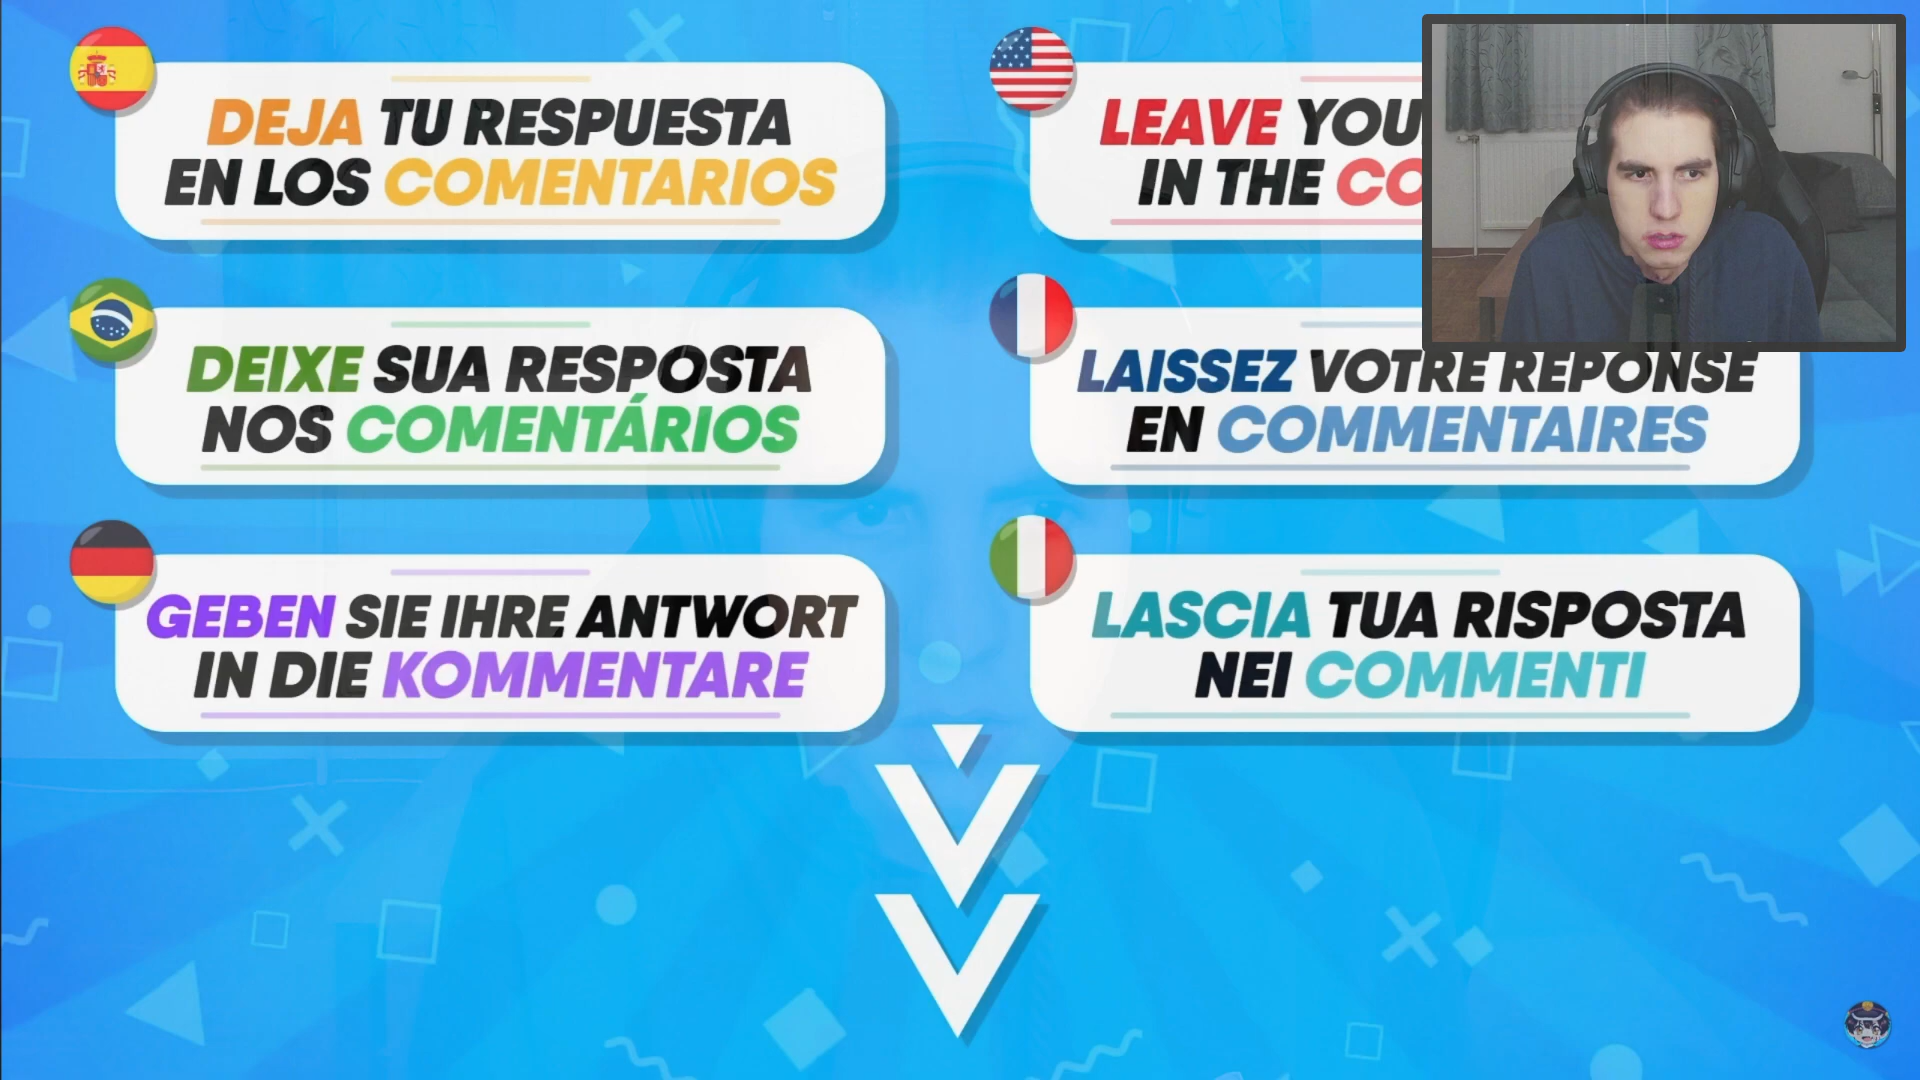 DEJA TU RESPUESTA
EN LOS COMENTARIOS
LEAVE YOU
IN THE CO
DEIXE SUA RESPOSTA
NOS COMENTÁRIOS
LAISSEZ VOTRE REPONSE
EN COMMENTAIRES
GEBEN SIE IHRE ANTWORT
IN DIE KOMMENTARE
LASCIA TUA RISPOSTA
NEI COMMENTI